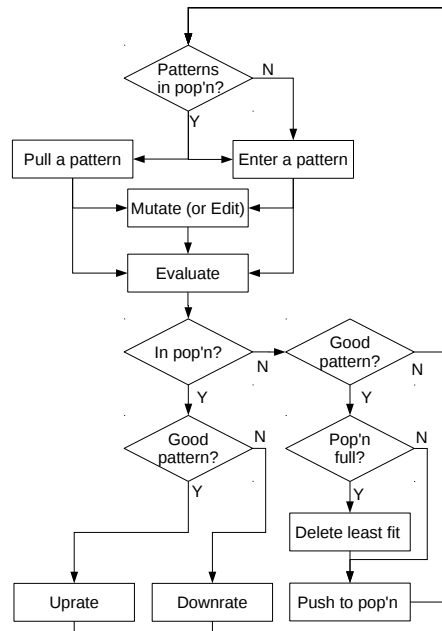 Patterns
in pop'n?
N
Y
Pull a pattern
Enter a pattern
Mutate (or Edit)
Evaluate
In pop'n?
N
Y
Good
pattern?
N
Y
Good
pattern?
N
Y
Pop'n
full?
N
Y
Delete least fit
Uprate
Downrate
Push to pop'n